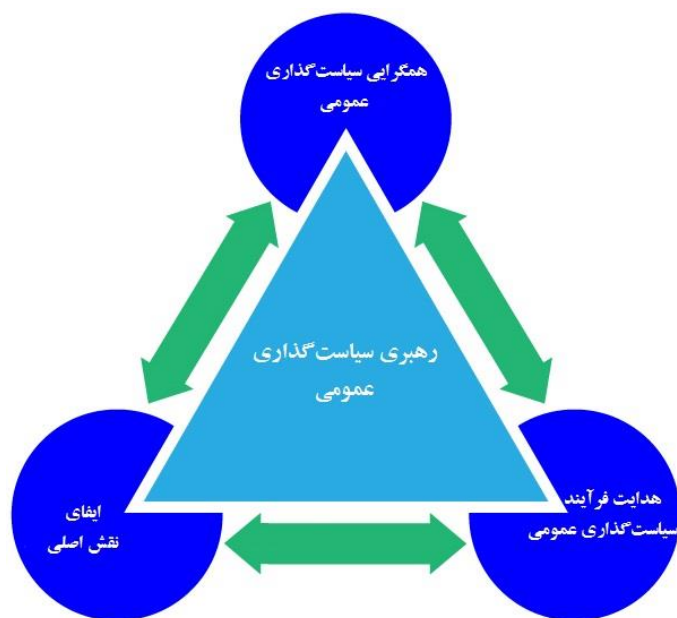 همگرایی سیاست‌گذاری
عمومی
رهبری سیاست‌گذاری
عمومی
هدایت فرآیند
سیاست‌گذاری عمومی
ایفای
نقش اصلی